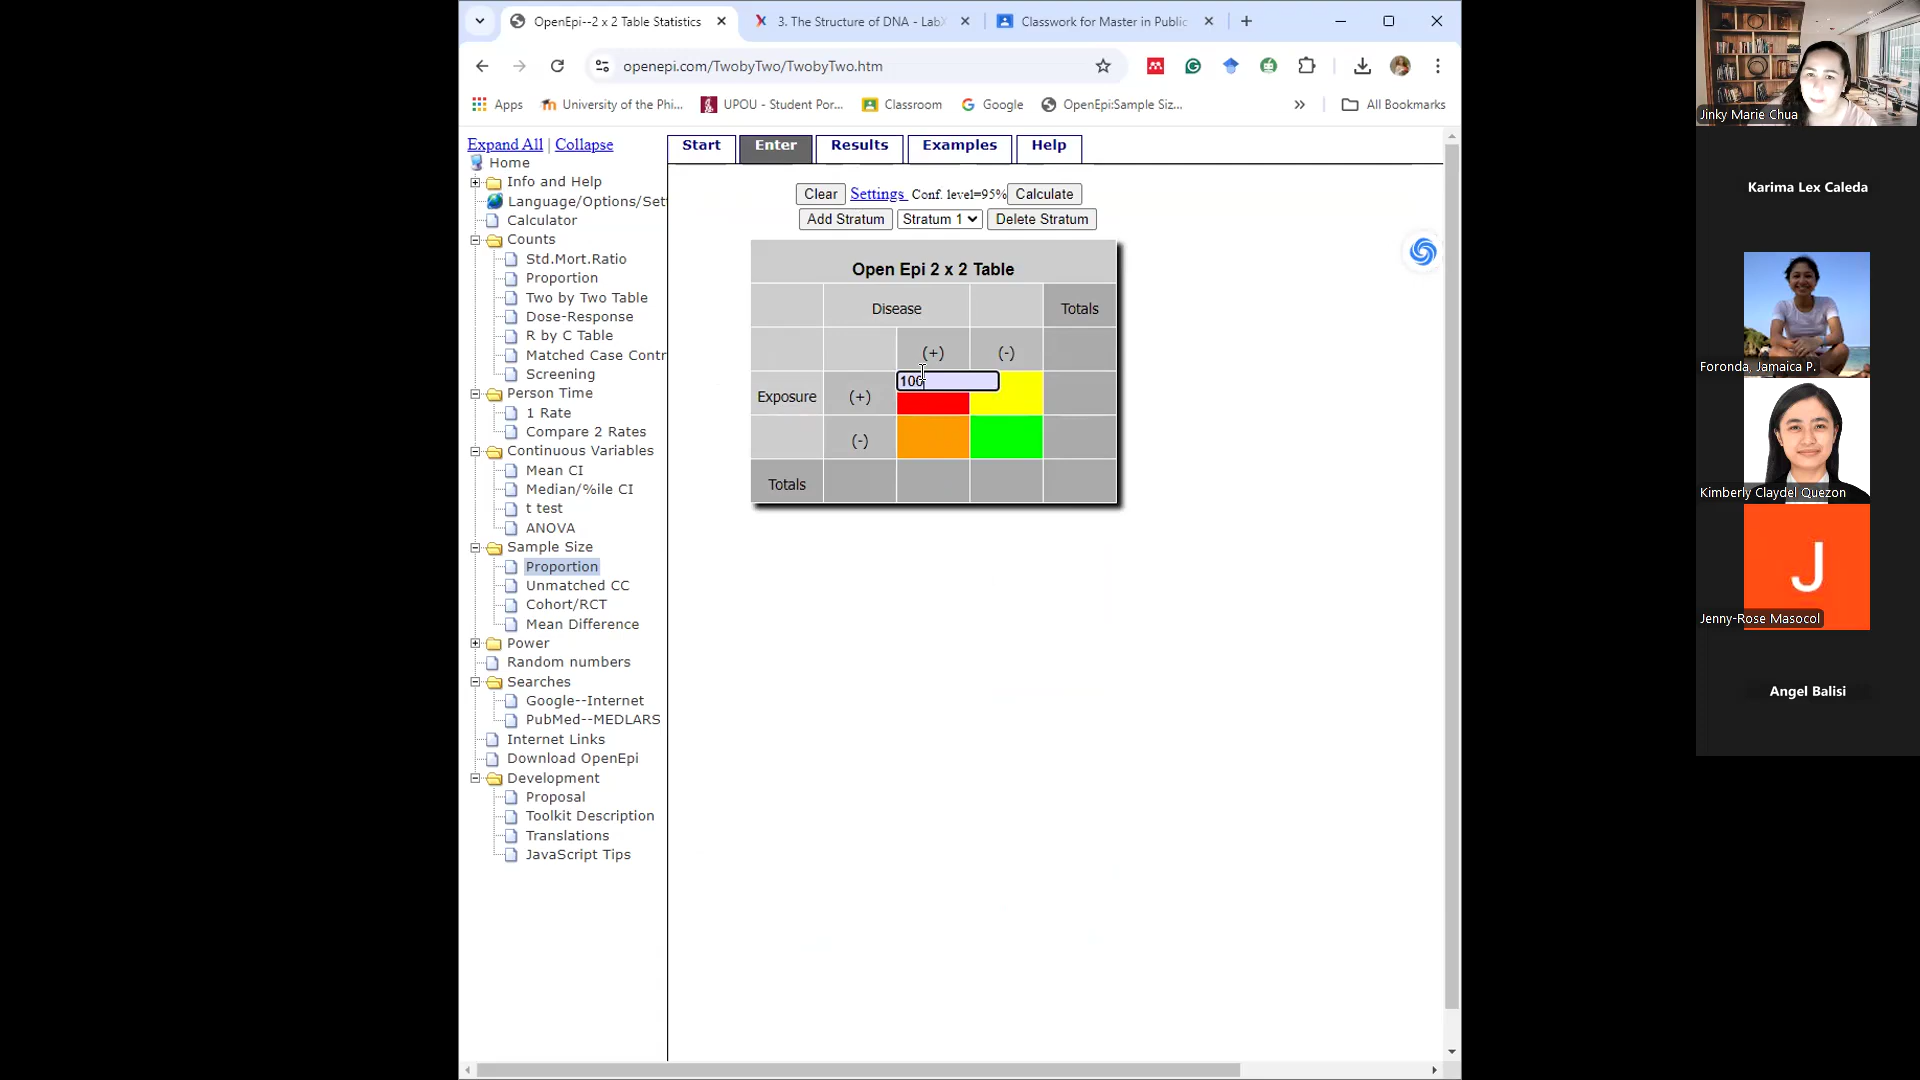 OpenEpi--2 x 2 Table Statistics
3. The Structure of DNA - LabX
Classwork for Master in Public
openepi.com/TwobyTwo/TwobyTwo.htm
Apps
University of the Phi...
UPOU - Student Por...
Classroom
Google
OpenEpi:Sample Siz...
All Bookmarks
Expand All | Collapse
Home
Info and Help
Language/Options/Set
Calculator
Counts
Std.Mort.Ratio
Proportion
Two by Two Table
Dose-Response
R by C Table
Matched Case Contr
Screening
Person Time
1 Rate
Compare 2 Rates
Continuous Variables
Mean CI
Median/%ile CI
t test
ANOVA
Sample Size
Proportion
Unmatched CC
Cohort/RCT
Mean Difference
Power
Random numbers
Searches
Google--Internet
PubMed--MEDLARS
Internet Links
Download OpenEpi
Development
Proposal
Toolkit Description
Translations
JavaScript Tips
Start
Enter
Results
Examples
Help
Clear Settings Conf. level=95% Calculate
Add Stratum Stratum 1 Delete Stratum
Open Epi 2 x 2 Table
Disease Totals
(+) (-)
100
Exposure (+)
(-)
Totals
Jinky Marie Chua
Karima Lex Caleda
Foronda, Jamaica P.
Kimberly Claydel Quezon
J
Jenny-Rose Masocol
Angel Balisi